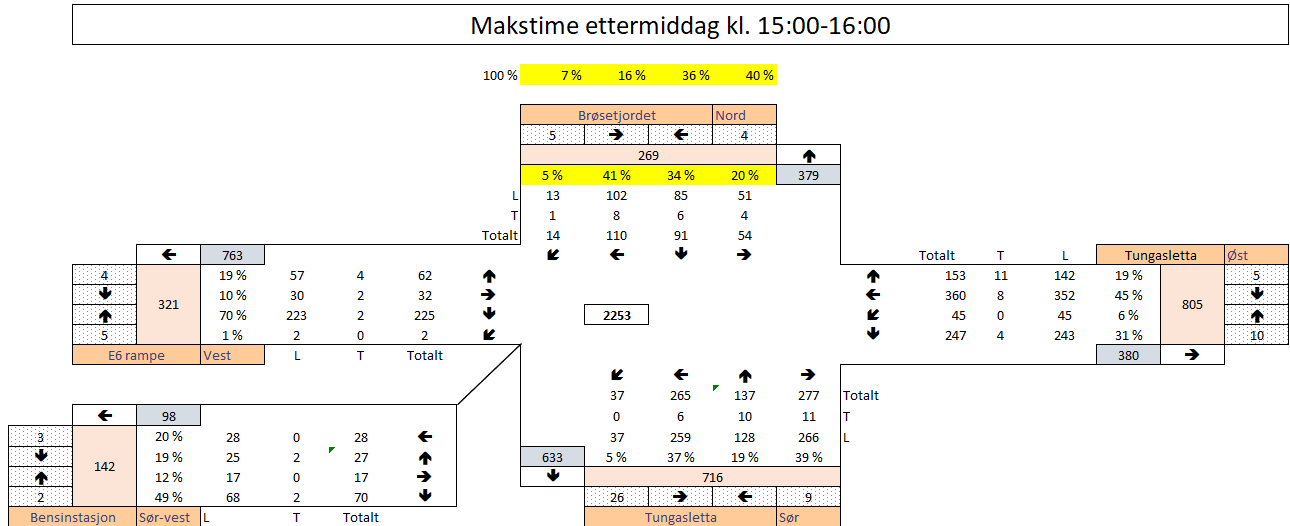 Makstime ettermiddag kl. 15:00-16:00
100 % 7 % 16 % 36 % 40 %
Brøsetjordet Nord
5 4
269
5 % 41 % 34 % 20 % 379
L 13 102 85 51
T 1 8 6 4
Totalt 14 110 91 54
763 Totalt T L Tungasletta Øst
4 19 % 57 4 62 153 11 142 19 % 5
10 % 30 2 32 360 8 352 45 %
321 2253 805
70 % 223 2 225 45 0 45 6 %
5 1 % 2 0 2 247 4 243 31 % 10
E6 rampe Vest L T Totalt 380
37 265 137 277 Totalt
98 0 6 10 11 T
3 20 % 28 0 28 37 259 128 266 L
19 % 25 2 27 633 5 % 37 % 19 % 39 %
142 716
12 % 17 0 17
2 49 % 68 2 70 26 9
Bensinstasjon Sør-vest L T Totalt Tungasletta Sør